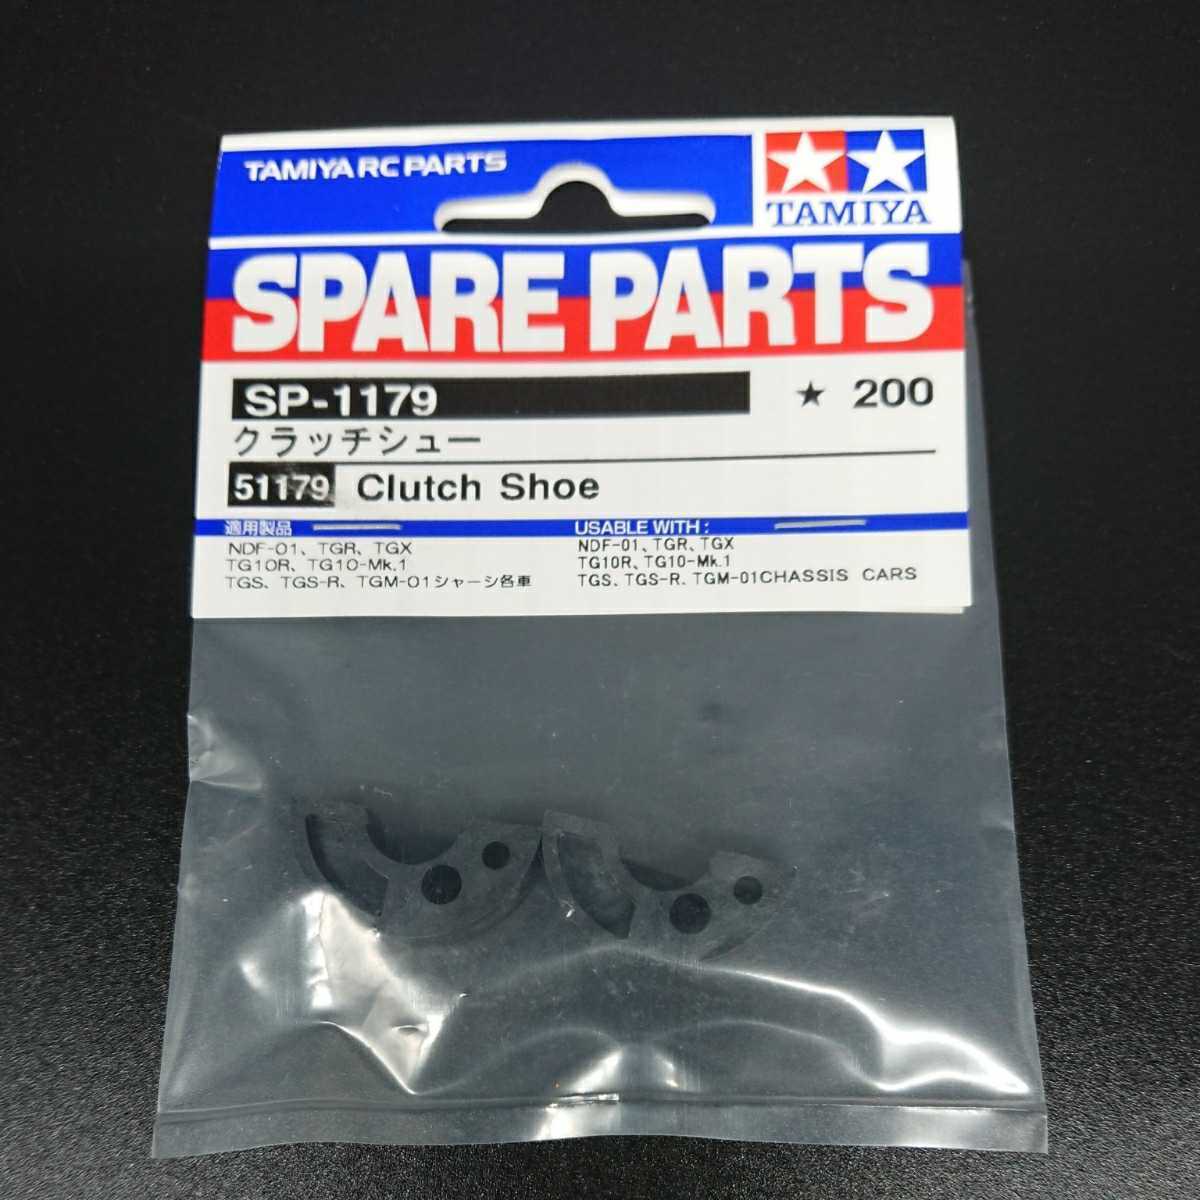 TAMIYA RC PARTS
TAMIYA
SPARE PARTS
SP-1179
★ 200
クラッチシュー
51179 Clutch Shoe
適用製品
NDF-01、TGR、TGX
TG10R、TG10-Mk.1
TGS、TGS-R、TGM-01シャーシ各車
USABLE WITH:
NDF-01、TGR、TGX
TG10R、TG10-Mk.1
TGS、TGS-R、TGM-01CHASSIS CARS